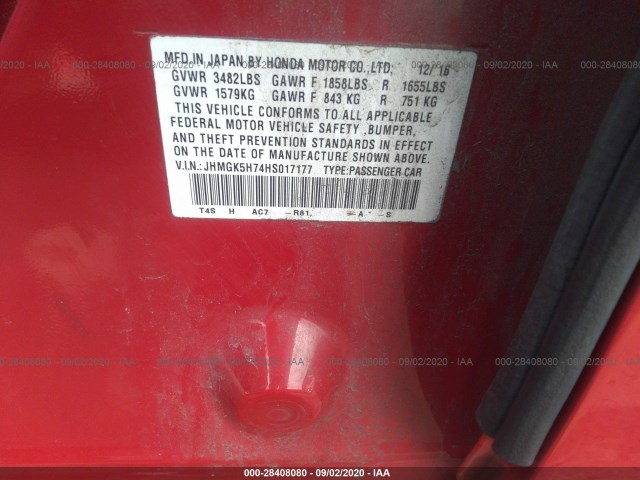 MFD.IN JAPAN BY HONDA MOTOR CO.,LTD. 12/16
GVWR 3482LBS GAWR F 1858LBS R 1655LBS
GVWR 1579KG GAWR F 843 KG R 751 KG
THIS VEHICLE CONFORMS TO ALL APPLICABLE
FEDERAL MOTOR VEHICLE SAFETY ,BUMPER,
AND THEFT PREVENTION STANDARDS IN EFFECT
ON THE DATE OF MANUFACTURE SHOWN ABOVE.
V.I.N.: JHMGK5H74HS017177 TYPE:PASSENGER CAR
T4S H AC7 -R81. -A -S
000-28408080 - 09/02/2020 - IAA